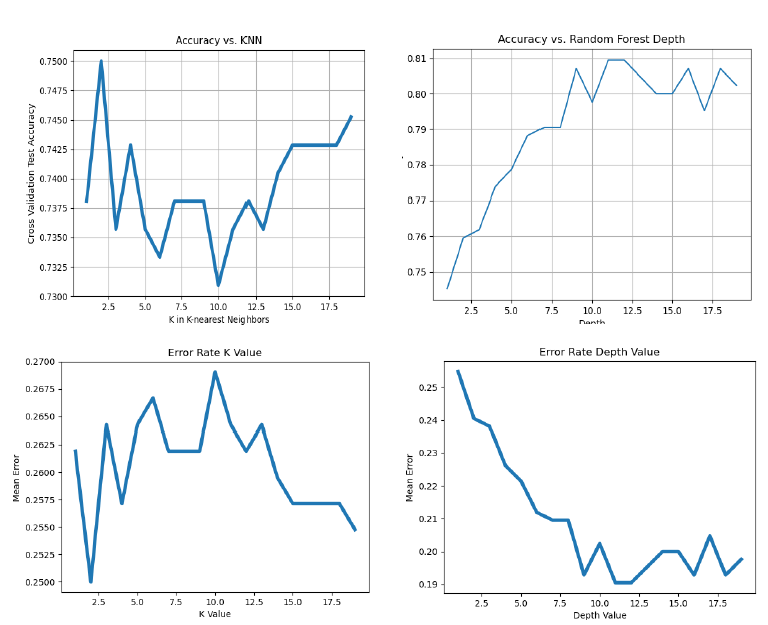 Accuracy vs. KNN
Cross Validation Test Accuracy
0.7500
0.7475
0.7450
0.7425
0.7400
0.7375
0.7350
0.7325
0.7300
2.5 5.0 7.5 10.0 12.5 15.0 17.5
K in K-nearest Neighbors
Accuracy vs. Random Forest Depth
0.81
0.80
0.79
0.78
0.77
0.76
0.75
2.5 5.0 7.5 10.0 12.5 15.0 17.5
Depth
Error Rate K Value
Mean Error
0.2700
0.2675
0.2650
0.2625
0.2600
0.2575
0.2550
0.2525
0.2500
2.5 5.0 7.5 10.0 12.5 15.0 17.5
K Value
Error Rate Depth Value
Mean Error
0.25
0.24
0.23
0.22
0.21
0.20
0.19
2.5 5.0 7.5 10.0 12.5 15.0 17.5
Depth Value